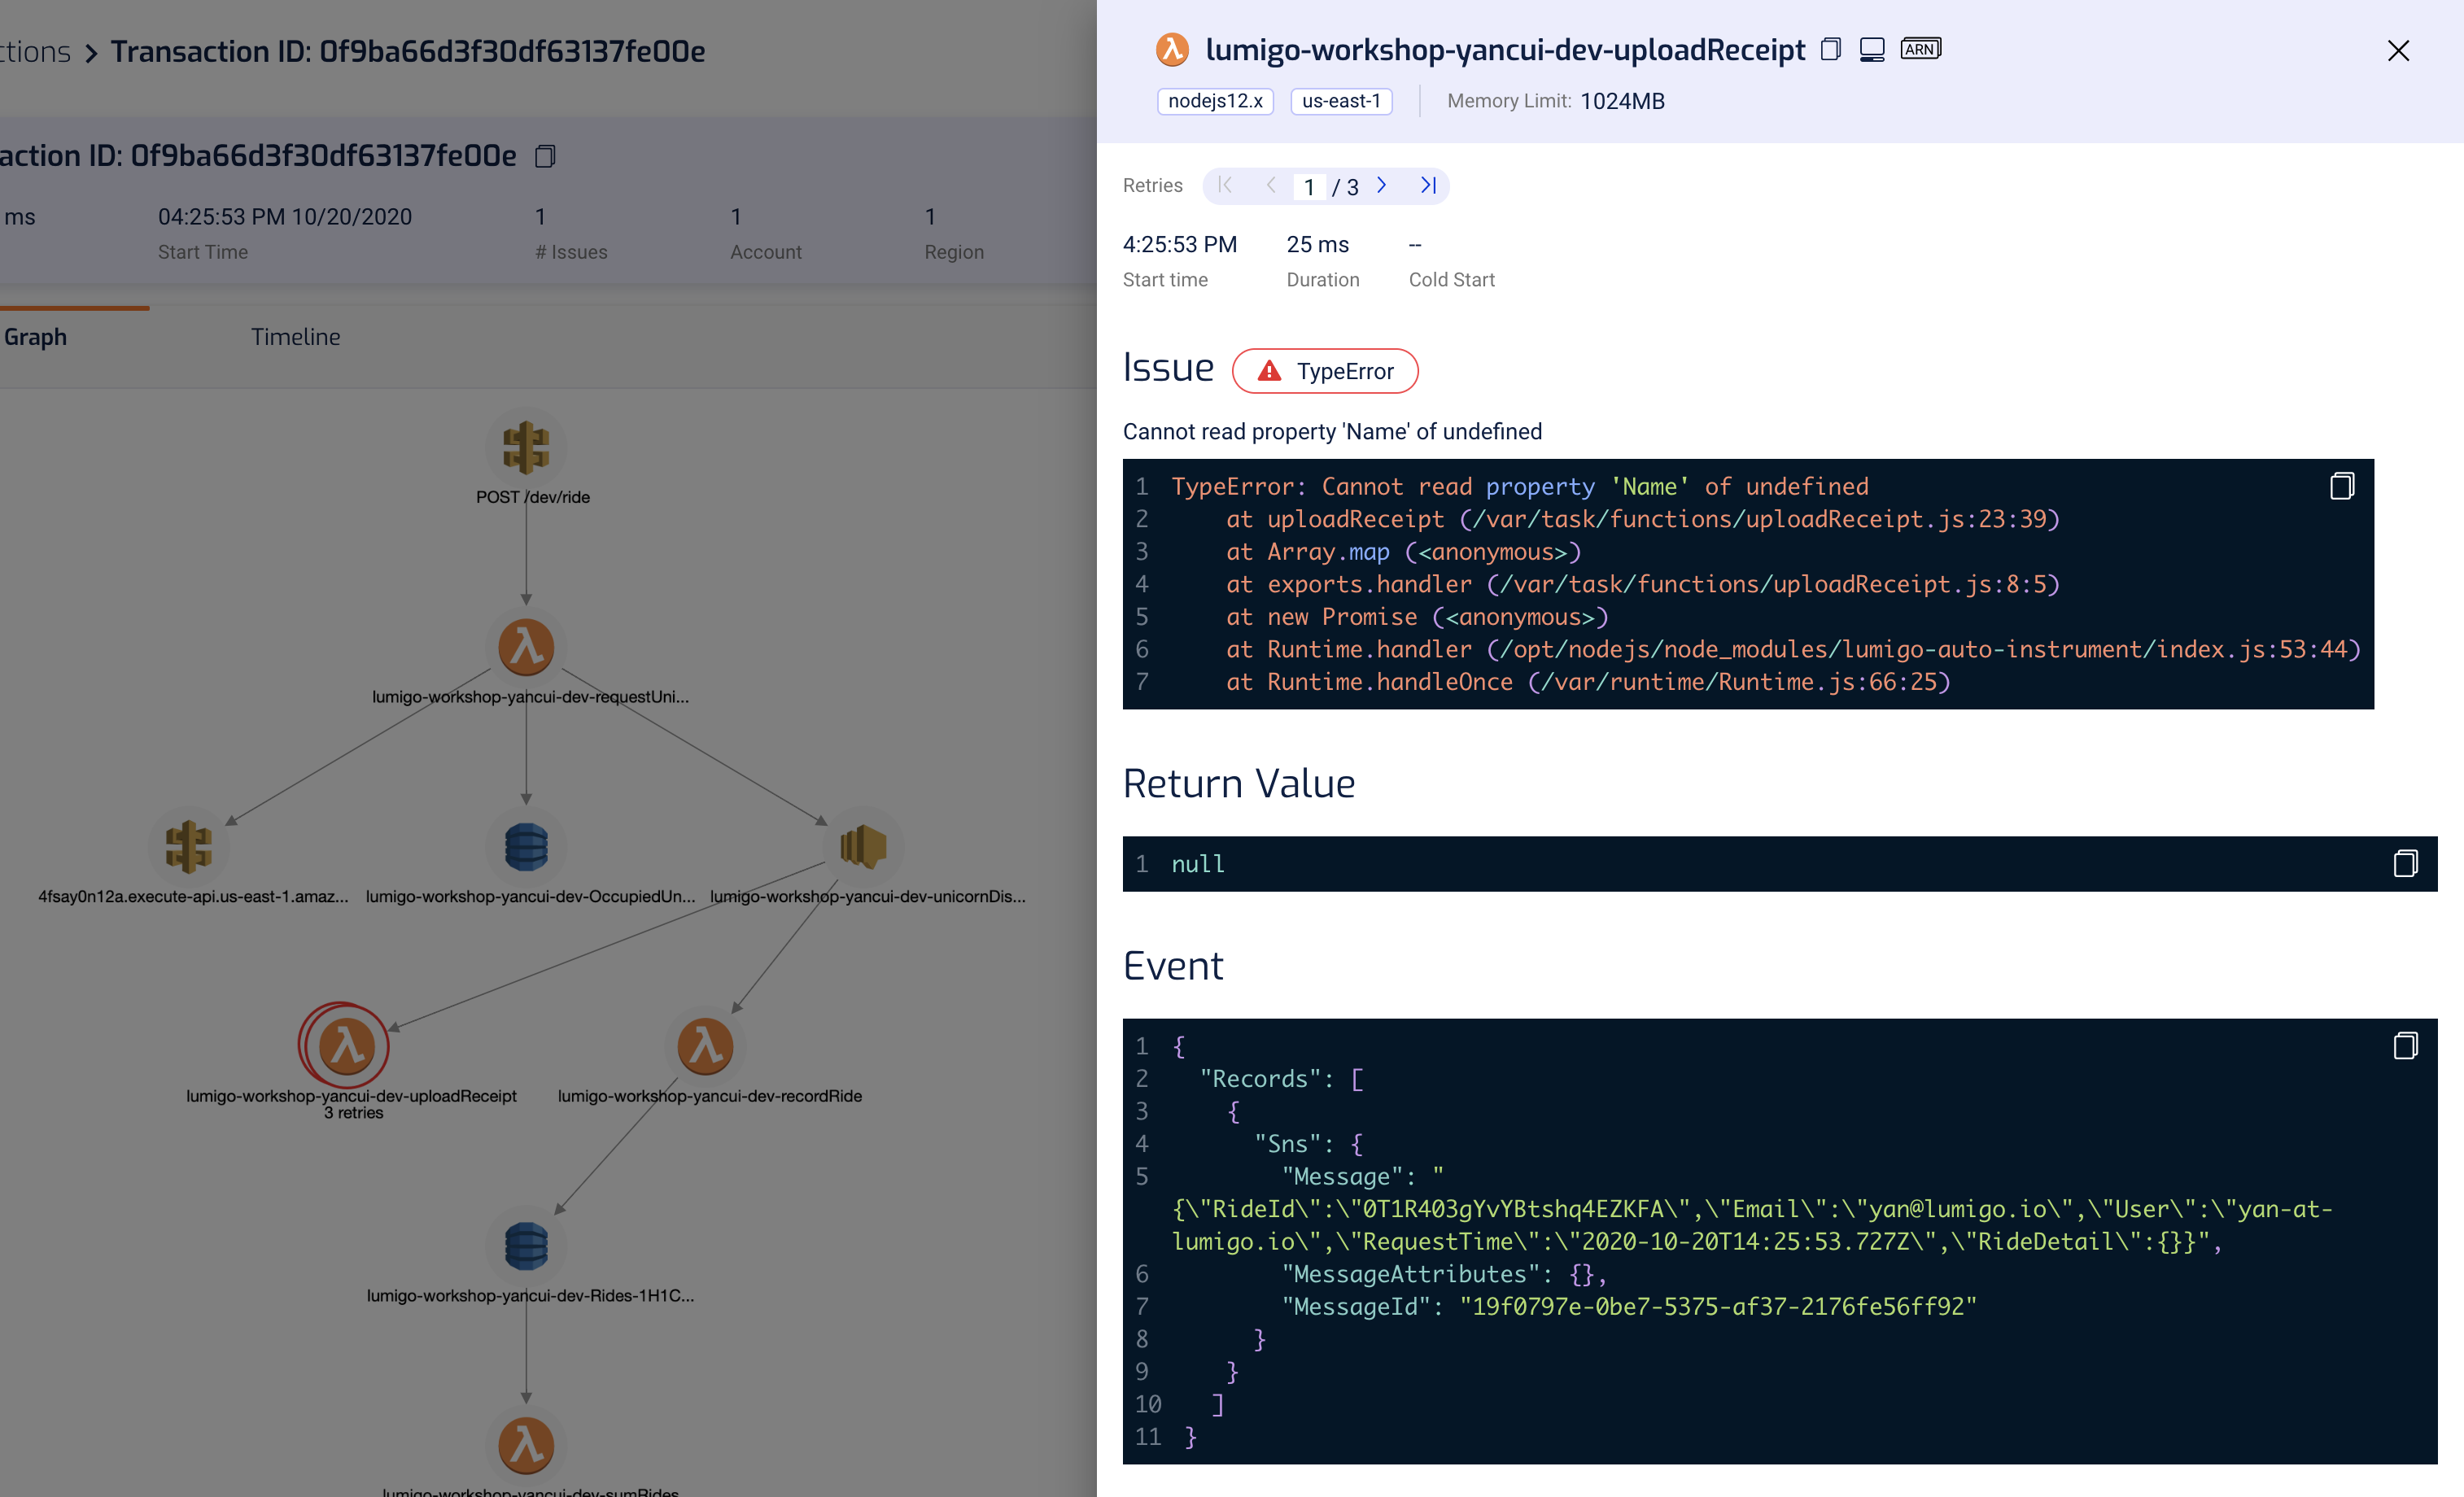 ctions > Transaction ID: 0f9ba66d3f30df63137fe00e
action ID: 0f9ba66d3f30df63137fe00e
ms
04:25:53 PM 10/20/2020
1
1
1
Start Time
# Issues
Account
Region
Graph
Timeline
POST /dev/ride
lumigo-workshop-yancui-dev-requestUni...
4fsay0n12a.execute-api.us-east-1.amaz...
lumigo-workshop-yancui-dev-OccupiedUn...
lumigo-workshop-yancui-dev-unicornDis...
lumigo-workshop-yancui-dev-uploadReceipt
3 retries
lumigo-workshop-yancui-dev-recordRide
lumigo-workshop-yancui-dev-Rides-1H1C...
lumigo-workshop-yancui-dev-sumRides
lumigo-workshop-yancui-dev-uploadReceipt
ARN
nodejs12.x
us-east-1
Memory Limit: 1024MB
Retries
1 / 3
4:25:53 PM
25 ms
--
Start time
Duration
Cold Start
Issue
TypeError
Cannot read property 'Name' of undefined
1 TypeError: Cannot read property 'Name' of undefined
2 at uploadReceipt (/var/task/functions/uploadReceipt.js:23:39)
3 at Array.map (<anonymous>)
4 at exports.handler (/var/task/functions/uploadReceipt.js:8:5)
5 at new Promise (<anonymous>)
6 at Runtime.handler (/opt/nodejs/node_modules/lumigo-auto-instrument/index.js:53:44)
7 at Runtime.handleOnce (/var/runtime/Runtime.js:66:25)
Return Value
1 null
Event
1 {
2 "Records": [
3 {
4 "Sns": {
5 "Message": "
{\"RideId\":\"0T1R403gYvYBtshq4EZKFA\",\"Email\":\"yan@lumigo.io\",\"User\":\"yan-at-
lumigo.io\",\"RequestTime\":\"2020-10-20T14:25:53.727Z\",\"RideDetail\":{}}",
6 "MessageAttributes": {},
7 "MessageId": "19f0797e-0be7-5375-af37-2176fe56ff92"
8 }
9 }
10 ]
11 }